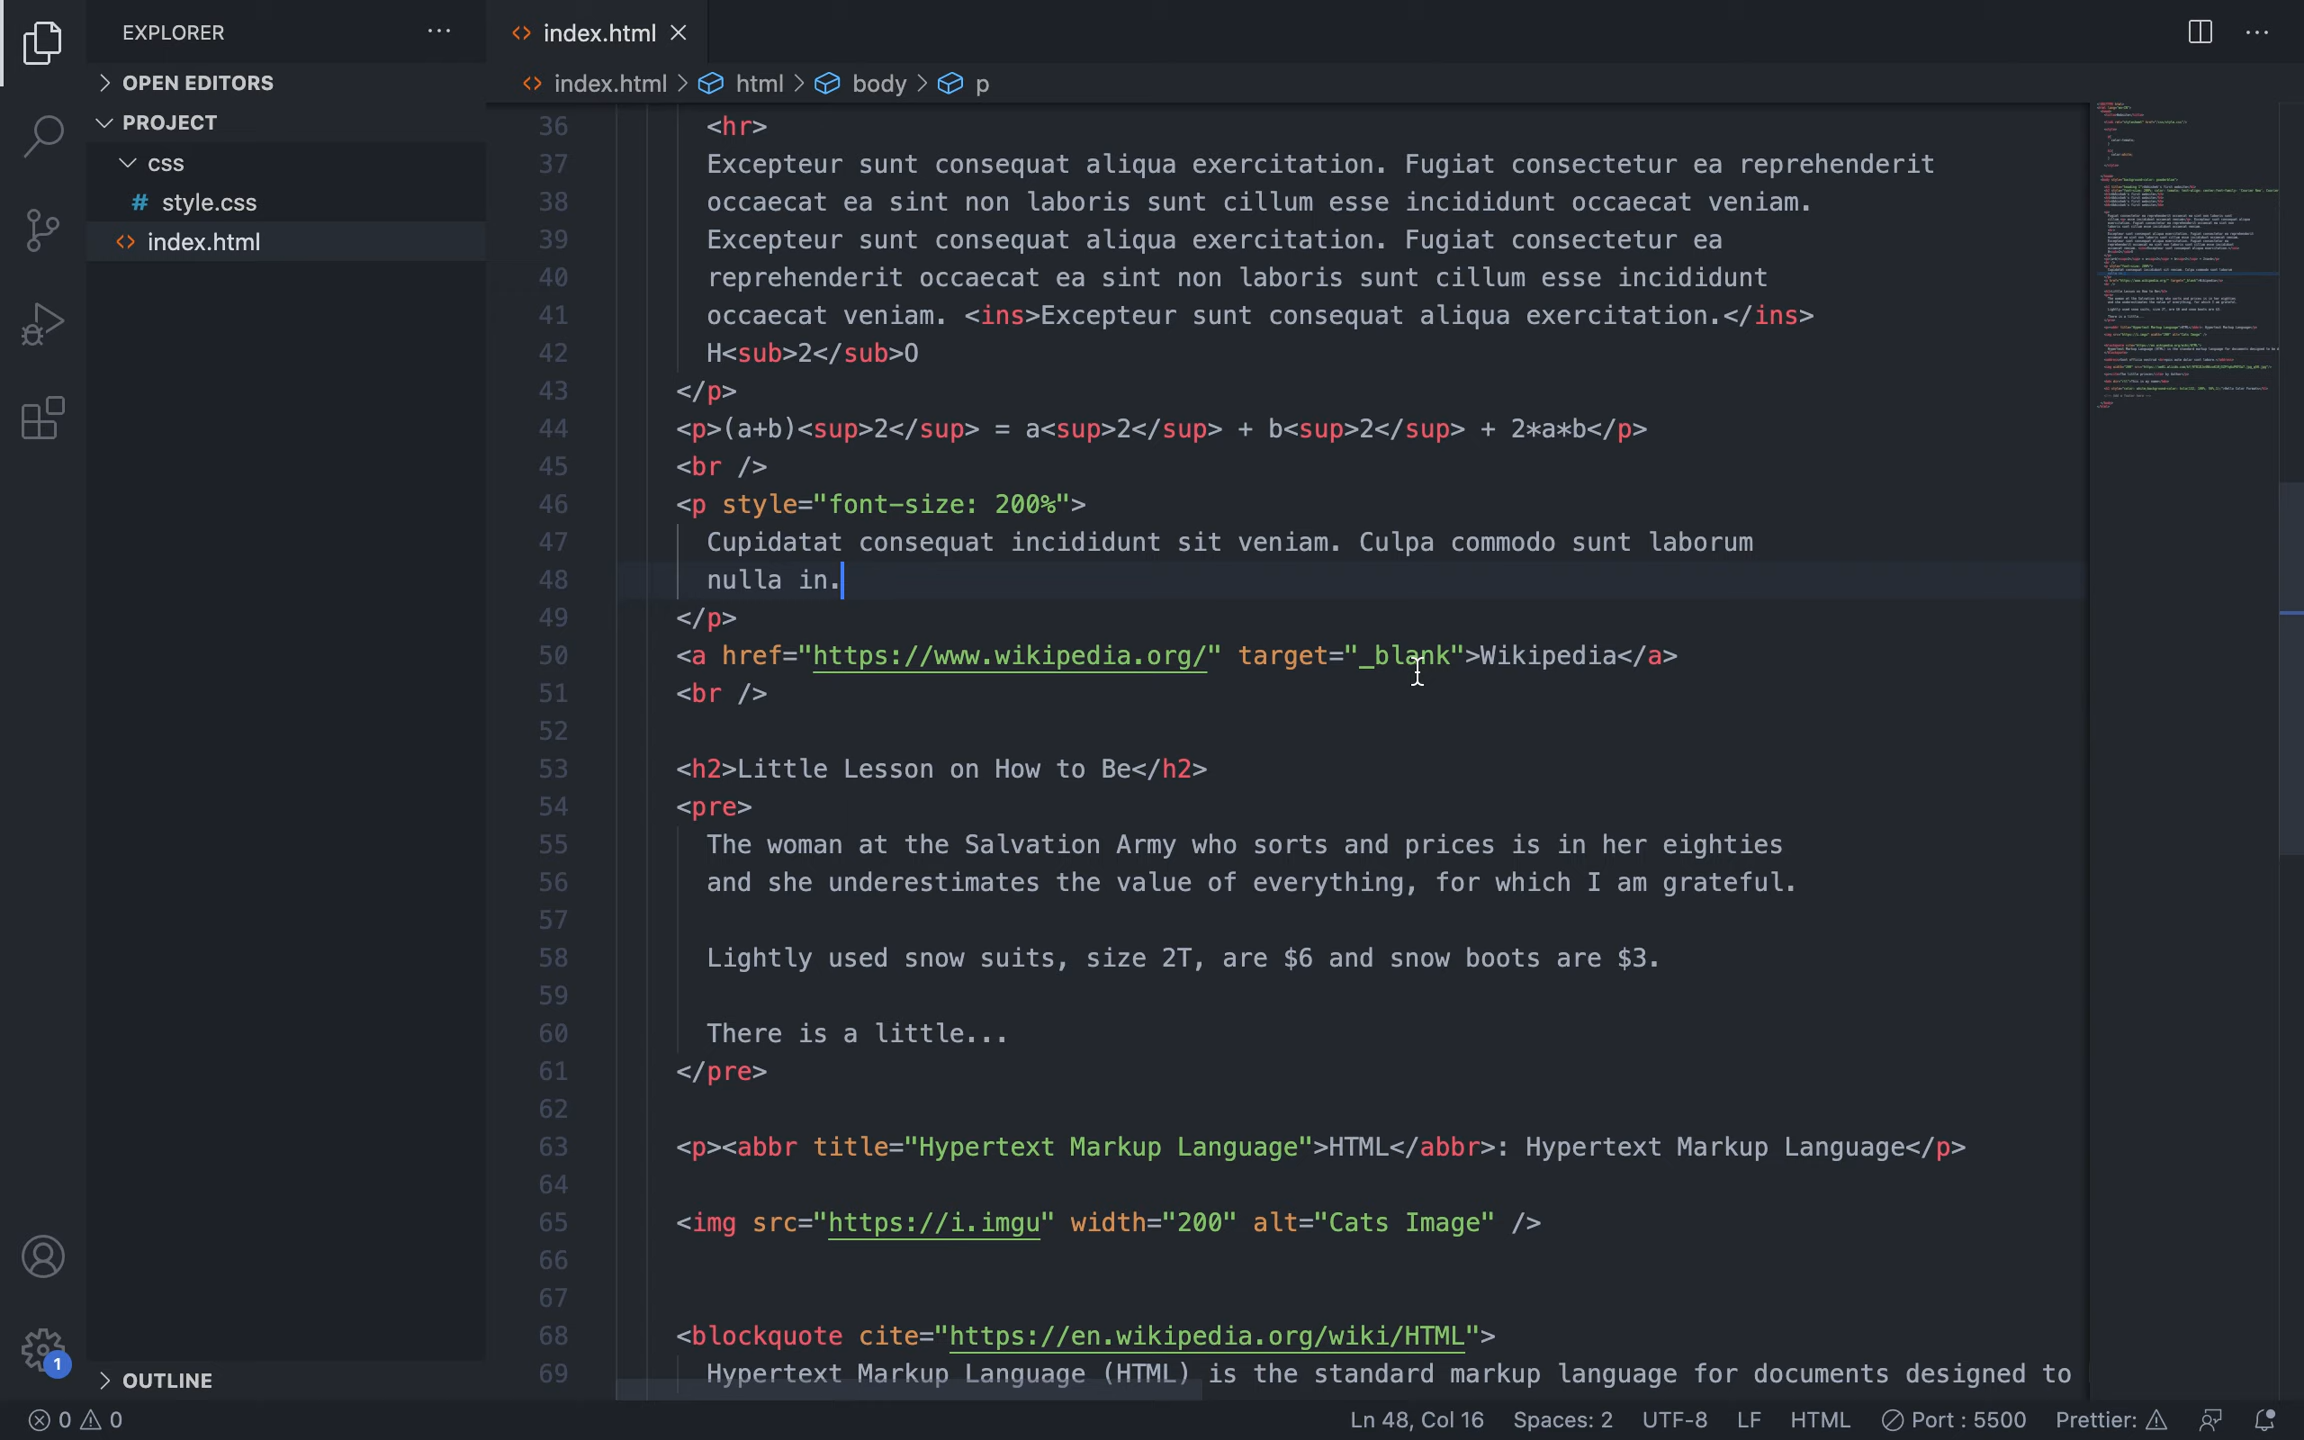 EXPLORER
OPEN EDITORS
PROJECT
css
# style.css
<> index.html
OUTLINE
1
<> index.html
<> index.html > html > body > p
36 <hr>
37 Excepteur sunt consequat aliqua exercitation. Fugiat consectetur ea reprehenderit
38 occaecat ea sint non laboris sunt cillum esse incididunt occaecat veniam.
39 Excepteur sunt consequat aliqua exercitation. Fugiat consectetur ea
40 reprehenderit occaecat ea sint non laboris sunt cillum esse incididunt
41 occaecat veniam. <ins>Excepteur sunt consequat aliqua exercitation.</ins>
42 H<sub>2</sub>O
43 </p>
44 <p>(a+b)<sup>2</sup> = a<sup>2</sup> + b<sup>2</sup> + 2*a*b</p>
45 <br />
46 <p style="font-size: 200%">
47 Cupidatat consequat incididunt sit veniam. Culpa commodo sunt laborum
48 nulla in.
49 </p>
50 <a href="https://www.wikipedia.org/" target="_blank">Wikipedia</a>
51 <br />
52
53 <h2>Little Lesson on How to Be</h2>
54 <pre>
55 The woman at the Salvation Army who sorts and prices is in her eighties
56 and she underestimates the value of everything, for which I am grateful.
57
58 Lightly used snow suits, size 2T, are $6 and snow boots are $3.
59
60 There is a little...
61 </pre>
62
63 <p><abbr title="Hypertext Markup Language">HTML</abbr>: Hypertext Markup Language</p>
64
65 <img src="https://i.imgu" width="200" alt="Cats Image" />
66
67
68 <blockquote cite="https://en.wikipedia.org/wiki/HTML">
69 Hypertext Markup Language (HTML) is the standard markup language for documents designed to
0 0 Ln 48, Col 16 Spaces: 2 UTF-8 LF HTML Port : 5500 Prettier: